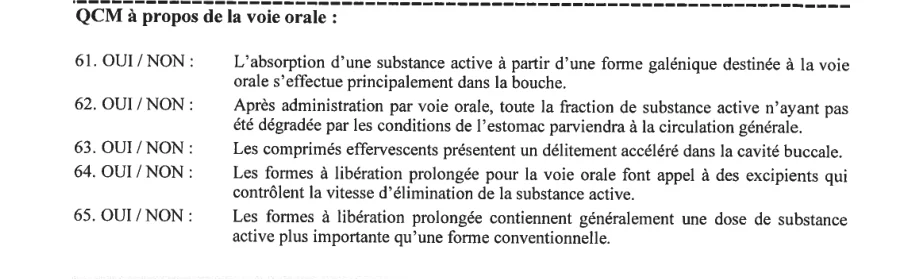 QCM à propos de la voie orale :
61. OUI / NON : L'absorption d'une substance active à partir d'une forme galénique destinée à la voie
orale s'effectue principalement dans la bouche.
62. OUI / NON : Après administration par voie orale, toute la fraction de substance active n'ayant pas
été dégradée par les conditions de l'estomac parviendra à la circulation générale.
63. OUI / NON : Les comprimés effervescents présentent un délitement accéléré dans la cavité buccale.
64. OUI / NON : Les formes à libération prolongée pour la voie orale font appel à des excipients qui
contrôlent la vitesse d'élimination de la substance active.
65. OUI / NON : Les formes à libération prolongée contiennent généralement une dose de substance
active plus importante qu'une forme conventionnelle.